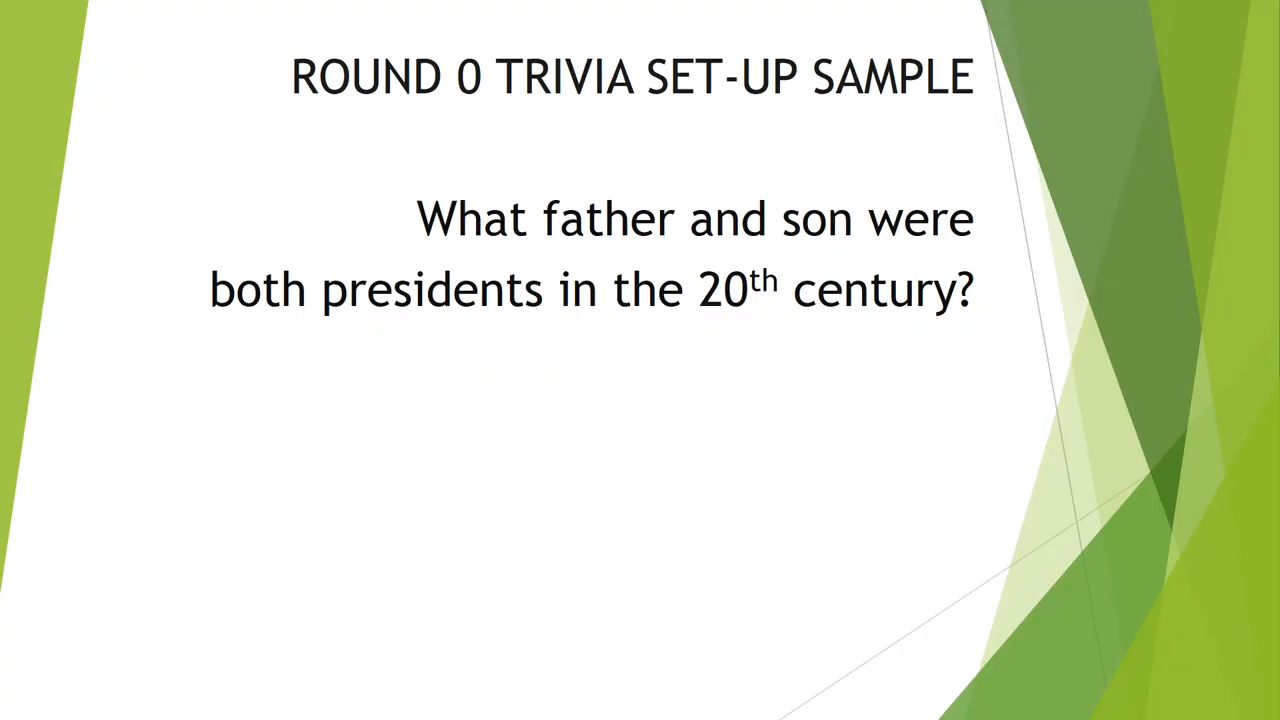 ROUND 0 TRIVIA SET-UP SAMPLE
What father and son were
both presidents in the 20th century?